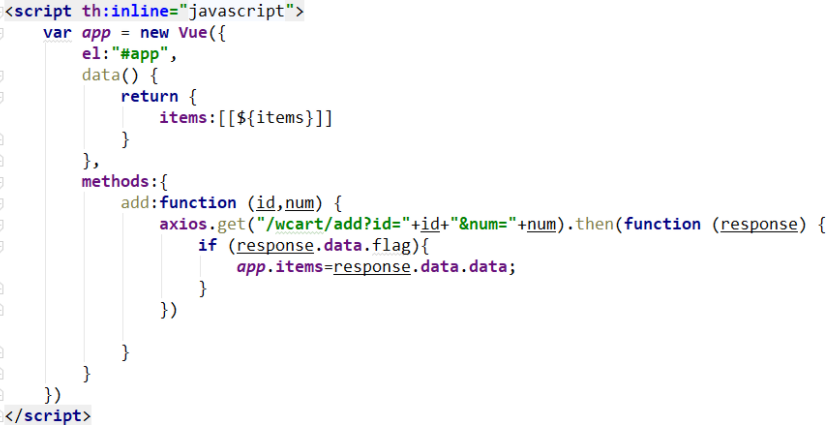 <script th:inline="javascript">
    var app = new Vue({
        el:"#app",
        data() {
            return {
                items:[[${items}]]
            }
        },
        methods:{
            add:function (id,num) {
                axios.get("/wcart/add?id="+id+"&num="+num).then(function (response) {
                    if (response.data.flag){
                        app.items=response.data.data;
                    }
                })
            }
        }
    })
</script>